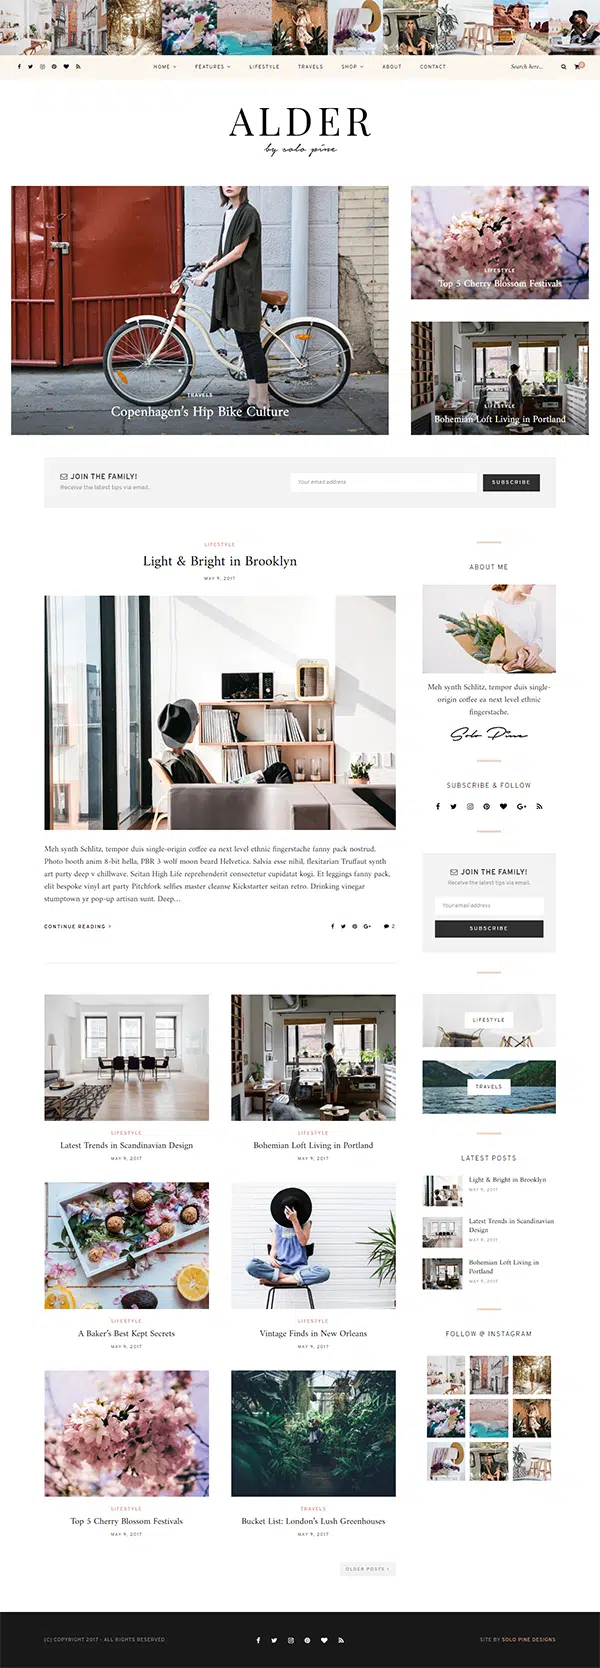 HOME FEATURES LIFESTYLE TRAVELS SHOP ABOUT CONTACT Search here...
ALDER
by solo pine
LIFESTYLE
Top 5 Cherry Blossom Festivals
TRAVELS
Copenhagen's Hip Bike Culture
LIFESTYLE
Bohemian Loft Living in Portland
JOIN THE FAMILY!
Receive the latest tips via email.
Your email address
SUBSCRIBE
LIFESTYLE
Light & Bright in Brooklyn
MAY 9, 2017
Meh synth Schlitz, tempor duis single-origin coffee ea next level ethnic fingerstache fanny pack nostrud.
Photo booth anim 8-bit hella, PBR 3 wolf moon beard Helvetica. Salvia esse nihil, flexitarian Truffaut synth
art party deep v chillwave. Seitan High Life reprehenderit consectetur cupidatat kogi. Et leggings fanny pack,
elit bespoke vinyl art party Pitchfork selfies master cleanse Kickstarter seitan retro. Drinking vinegar
stumptown yr pop-up artisan sunt. Deep...
CONTINUE READING >
2
LIFESTYLE
Latest Trends in Scandinavian Design
MAY 9, 2017
LIFESTYLE
Bohemian Loft Living in Portland
MAY 9, 2017
LIFESTYLE
A Baker's Best Kept Secrets
MAY 9, 2017
LIFESTYLE
Vintage Finds in New Orleans
MAY 9, 2017
LIFESTYLE
Top 5 Cherry Blossom Festivals
MAY 9, 2017
TRAVELS
Bucket List: London's Lush Greenhouses
MAY 9, 2017
OLDER POSTS >
ABOUT ME
Meh synth Schlitz, tempor duis single-
origin coffee ea next level ethnic
fingerstache.
Solo Pine
SUBSCRIBE & FOLLOW
JOIN THE FAMILY!
Receive the latest tips via email.
Your email address
SUBSCRIBE
LIFESTYLE
TRAVELS
LATEST POSTS
Light & Bright in Brooklyn
MAY 9, 2017
Latest Trends in Scandinavian
Design
MAY 9, 2017
Bohemian Loft Living in
Portland
MAY 9, 2017
FOLLOW @ INSTAGRAM
(C) COPYRIGHT 2017 - ALL RIGHTS RESERVED
SITE BY SOLO PINE DESIGNS